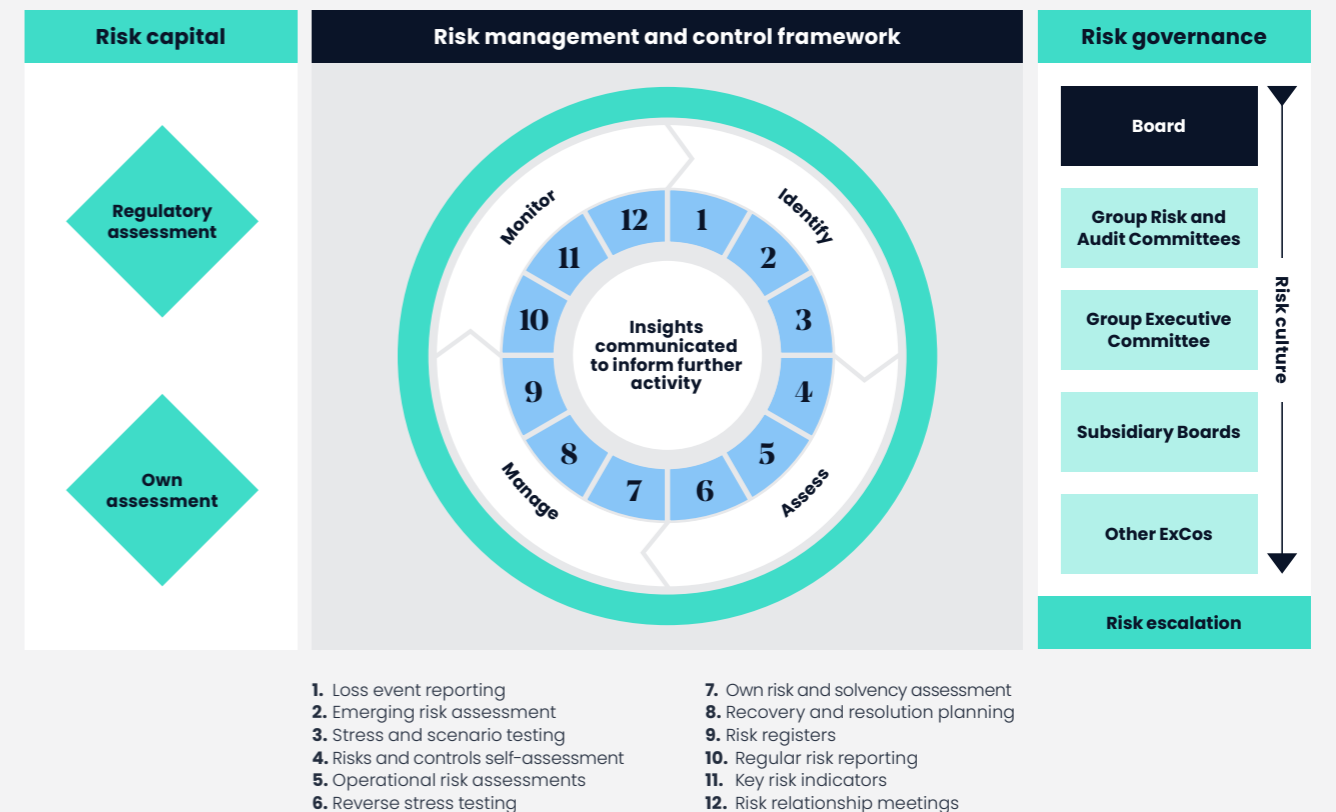 Risk capital
Regulatory
assessment
Own
assessment
Risk management and control framework
Monitor
Identify
Manage
Assess
12
1
11
2
10
3
9
4
8
5
7
6
Insights
communicated
to inform further
activity
Risk governance
Board
Group Risk and
Audit Committees
Group Executive
Committee
Subsidiary Boards
Other ExCos
Risk culture
Risk escalation
1. Loss event reporting
2. Emerging risk assessment
3. Stress and scenario testing
4. Risks and controls self-assessment
5. Operational risk assessments
6. Reverse stress testing
7. Own risk and solvency assessment
8. Recovery and resolution planning
9. Risk registers
10. Regular risk reporting
11. Key risk indicators
12. Risk relationship meetings